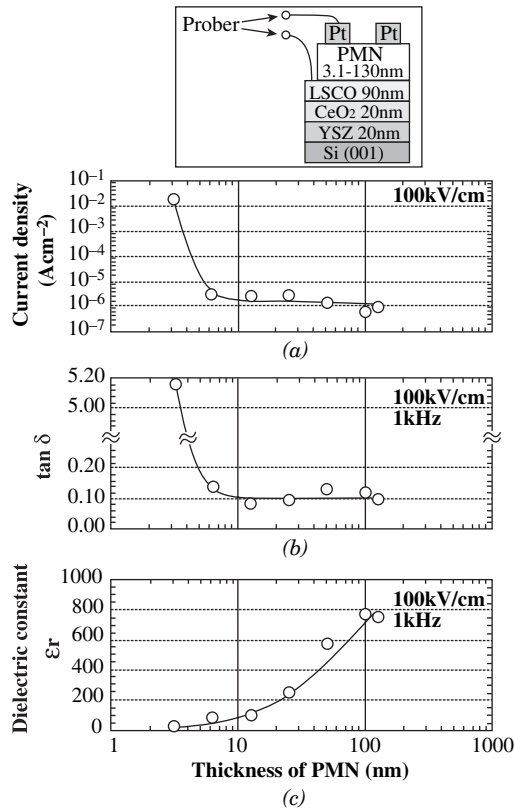 Prober
Pt Pt
PMN
3.1-130nm
LSCO 90nm
CeO₂ 20nm
YSZ 20nm
Si (001)
Current density
(Acm⁻²)
10⁻¹
10⁻²
10⁻³
10⁻⁴
10⁻⁵
10⁻⁶
10⁻⁷
100kV/cm
(a)
tan δ
5.20
5.00
0.20
0.10
0.00
100kV/cm
1kHz
(b)
Dielectric constant
εr
1000
800
600
400
200
0
100kV/cm
1kHz
1 10 100 1000
Thickness of PMN (nm)
(c)